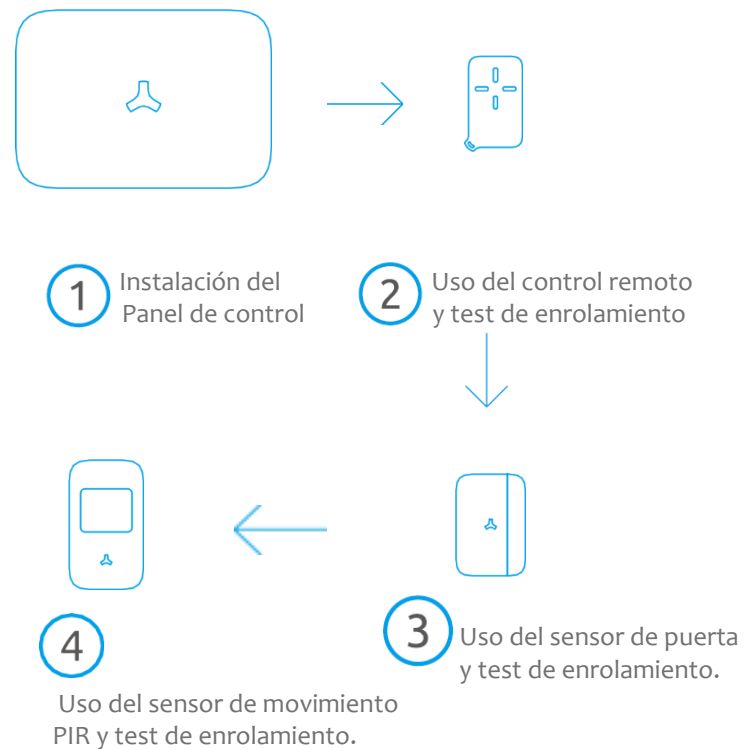 1
Instalación del
Panel de control
2
Uso del control remoto
y test de enrolamiento
3
Uso del sensor de puerta
y test de enrolamiento.
4
Uso del sensor de movimiento
PIR y test de enrolamiento.